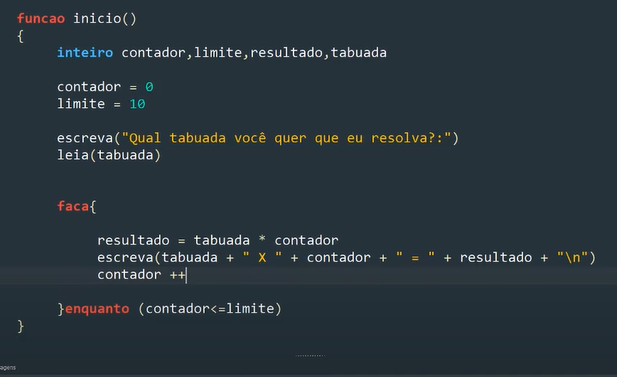 funcao inicio()
{
inteiro contador,limite,resultado,tabuada
contador = 0
limite = 10
escreva("Qual tabuada você quer que eu resolva?:")
leia(tabuada)
faca{
resultado = tabuada * contador
escreva(tabuada + " X " + contador + " = " + resultado + "\n")
contador ++
}enquanto (contador<=limite)
}
agens